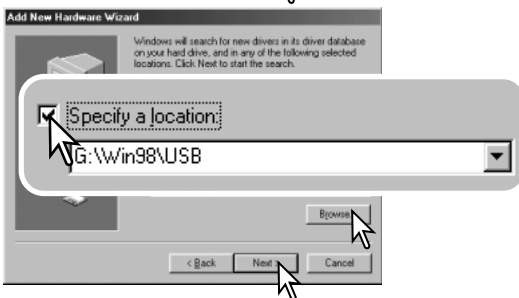 Add New Hardware Wizard
Windows will search for new drivers in its driver database
on your hard drive, and in any of the following selected
locations. Click Next to start the search.
Specify a location:
G:\Win98\USB
Browse
< Back Next > Cancel